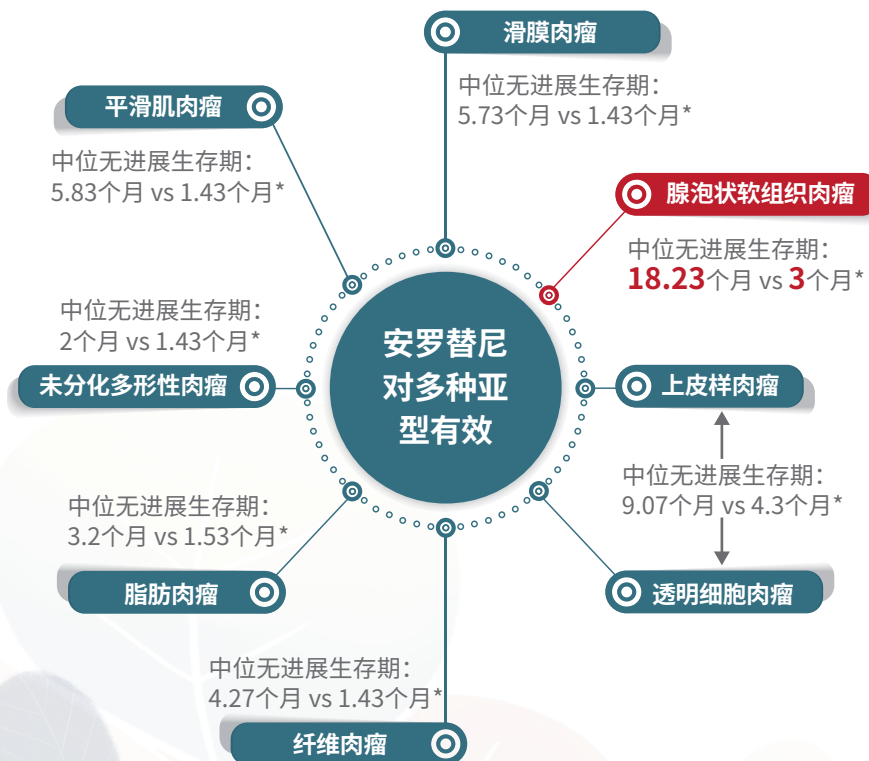 滑膜肉瘤
中位无进展生存期：
5.73个月 vs 1.43个月*
平滑肌肉瘤
中位无进展生存期：
5.83个月 vs 1.43个月*
腺泡状软组织肉瘤
中位无进展生存期：
18.23个月 vs 3个月*
中位无进展生存期：
2个月 vs 1.43个月*
未分化多形性肉瘤
安罗替尼
对多种亚
型有效
上皮样肉瘤
中位无进展生存期：
9.07个月 vs 4.3个月*
透明细胞肉瘤
中位无进展生存期：
3.2个月 vs 1.53个月*
脂肪肉瘤
中位无进展生存期：
4.27个月 vs 1.43个月*
纤维肉瘤